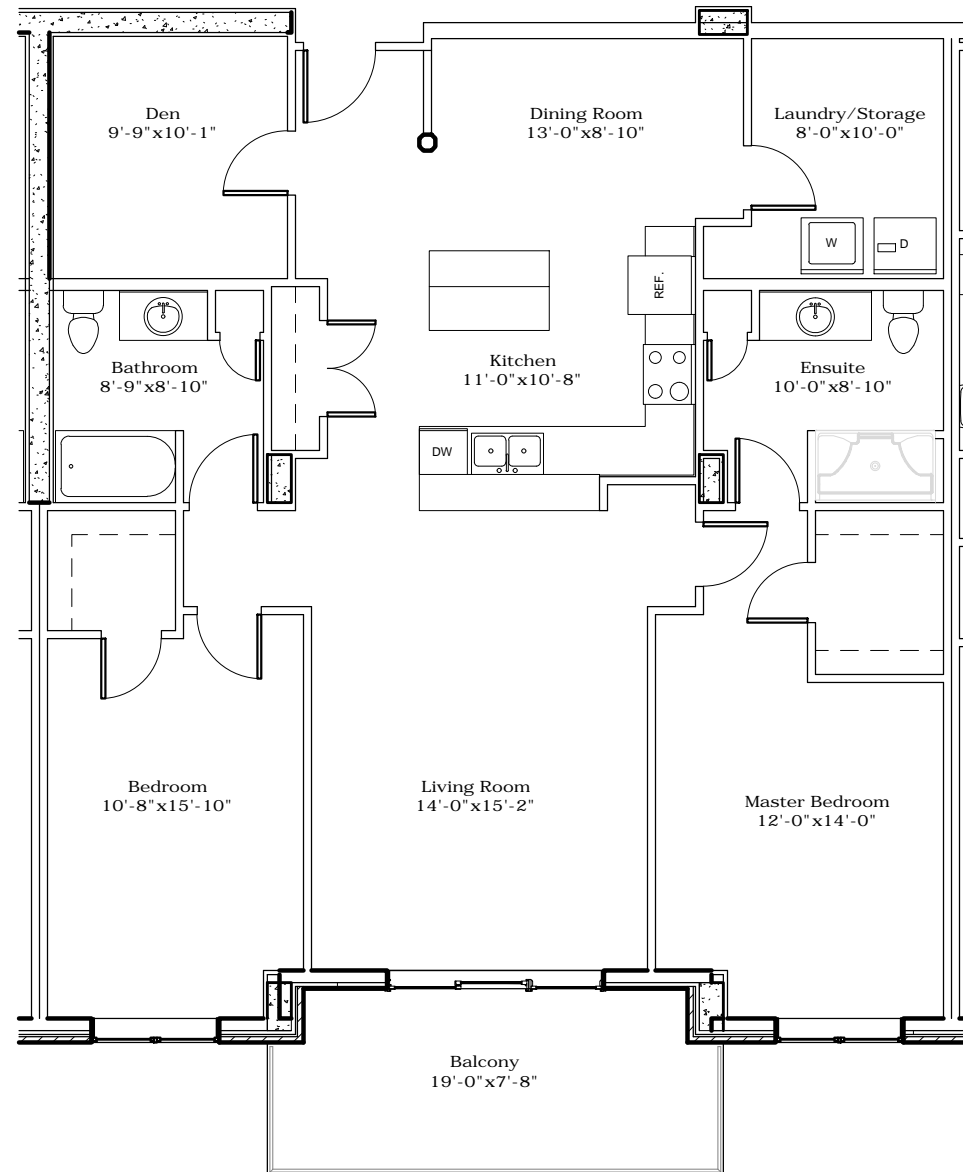 Den
9'-9"x10'-1"
Dining Room
13'-0"x8'-10"
Laundry/Storage
8'-0"x10'-0"
W
D
REF.
Bathroom
8'-9"x8'-10"
Kitchen
11'-0"x10'-8"
Ensuite
10'-0"x8'-10"
DW
Bedroom
10'-8"x15'-10"
Living Room
14'-0"x15'-2"
Master Bedroom
12'-0"x14'-0"
Balcony
19'-0"x7'-8"